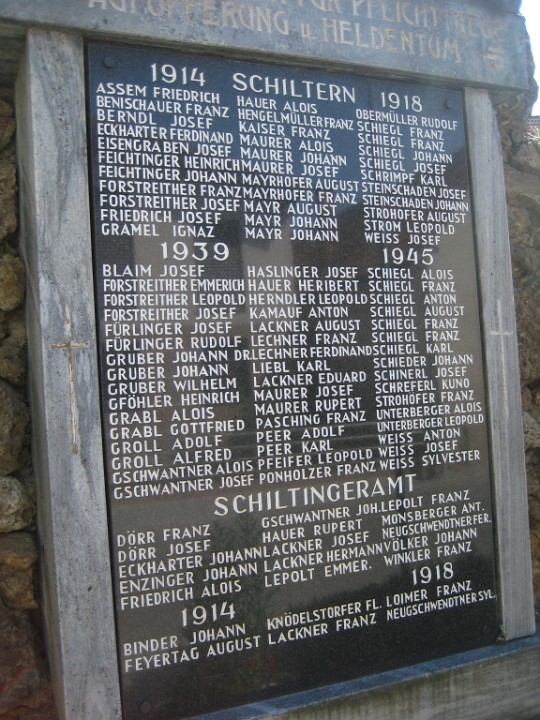 FÜR PFLICHTTREUE
AUFOPFFERUNG u HELDENTUM
1914 SCHILTERN 1918
ASSEM FRIEDRICH HAUER ALOIS OBERMÜLLER RUDOLF
BENISCHAUER FRANZ HENGELMÜLLER FRANZ SCHIEGL FRANZ
BERNDL JOSEF KAISER FRANZ SCHIEGL FRANZ
ECKHARTER FERDINAND MAURER ALOIS SCHIEGL JOHANN
EISENGRABEN JOSEF MAURER JOHANN SCHIEGL JOSEF
FEICHTINGER HEINRICH MAURER JOSEF SCHRIMPF KARL
FEICHTINGER JOHANN MAYRHOFER AUGUST STEINSCHADEN JOSEF
FORSTREITHER FRANZ MAYRHOFER FRANZ STEINSCHADEN JOHANN
FORSTREITHER JOSEF MAYR AUGUST STROHOFER AUGUST
FRIEDRICH JOSEF MAYR JOHANN STROM LEOPOLD
GRAMEL IGNAZ MAYR JOHANN WEISS JOSEF
1939 1945
BLAIM JOSEF HASLINGER JOSEF SCHIEGL ALOIS
FORSTREITHER EMMERICH HAUER HERIBERT SCHIEGL FRANZ
FORSTREITHER LEOPOLD HERNDLER LEOPOLD SCHIEGL ANTON
FORSTREITHER JOSEF KAMAUF ANTON SCHIEGL AUGUST
FÜRLINGER JOSEF LACKNER AUGUST SCHIEGL FRANZ
FÜRLINGER RUDOLF LECHNER FRANZ SCHIEGL FRANZ
GRUBER JOHANN DR. LECHNER FERDINAND SCHIEGL KARL
GRUBER JOHANN LIEBL KARL SCHIEDER JOHANN
GRUBER WILHELM LACKNER EDUARD SCHINERL JOSEF
GFÖHLER HEINRICH MAURER JOSEF SCHREFERL KUNO
GRABL ALOIS MAURER RUPERT STROHÖFER FRANZ
GRABL GOTTFRIED PASCHING FRANZ UNTERBERGER ALOIS
GROLL ADOLF PEER ADOLF UNTERBERGER LEOPOLD
GROLL ALFRED PEER KARL WEISS ANTON
GSCHWANTNER ALOIS PFEIFER LEOPOLD WEISS JOSEF
GSCHWANTNER JOSEF PONHOLZER FRANZ WEISS SYLVESTER
SCHILTINGERAMT
DÖRR FRANZ GSCHWANTNER JOH. LEPOLT FRANZ
DÖRR JOSEF HAUER RUPERT MONSBERGER ANT.
ECKHARTER JOHANN LACKNER JOSEF NEUGSCHWENDTNER FER.
ENZINGER JOHANN LACKNER HERMANN VÖLKER JOHANN
FRIEDRICH ALOIS LEPOLT EMMER. WINKLER FRANZ
1914 1918
BINDER JOHANN KNÖDELSTORFER FL. LOIMER FRANZ
FEYERTAG AUGUST LACKNER FRANZ NEUGSCHWENDTNER SYL.